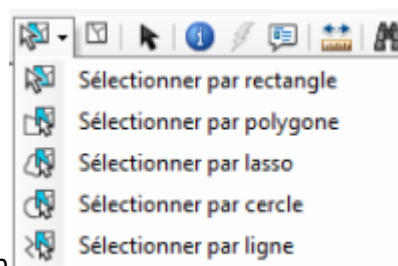 Sélectionner par rectangle
Sélectionner par polygone
Sélectionner par lasso
Sélectionner par cercle
Sélectionner par ligne